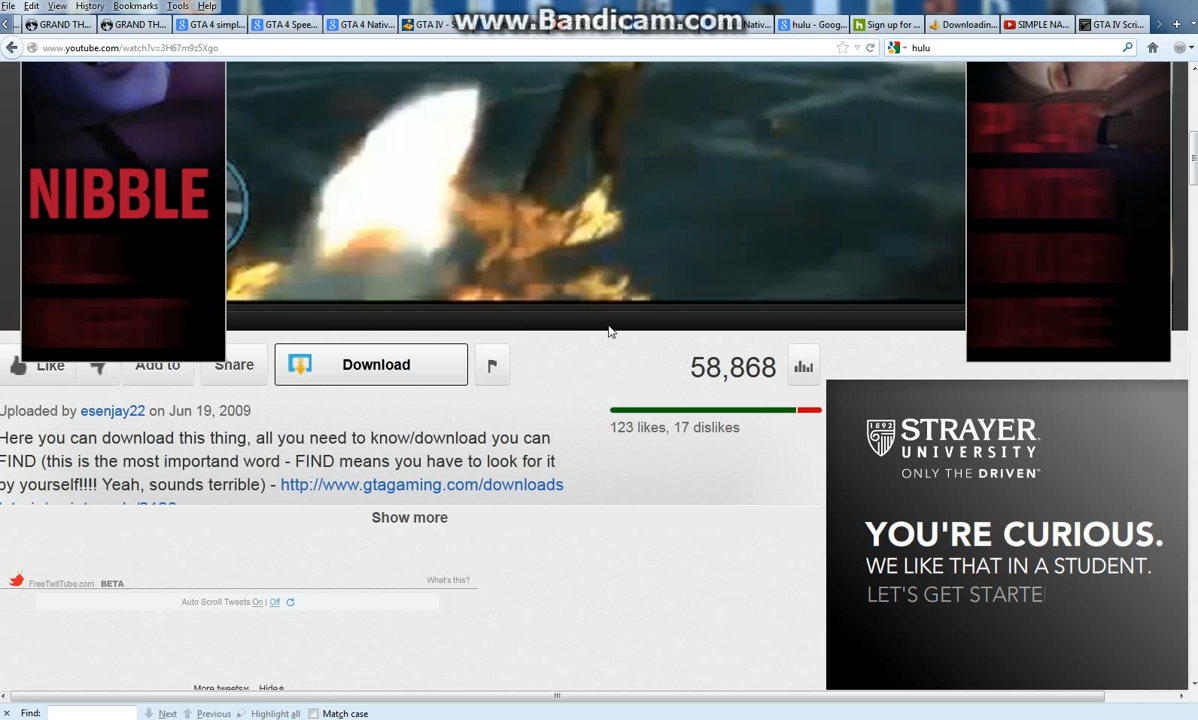 File Edit View History Bookmarks Tools Help
www.Bandicam.com
GRAND TH... GRAND TH... GTA 4 simpl... GTA 4 Spee... GTA 4 Nativ... GTA IV - S hulu - Goog... Sign up for ... Downloadin... SIMPLE NA... GTA IV Scri...
www.youtube.com/watch?v=3H67m9z5Xgo hulu
NIBBLE
Like Add to Share Download 58,868
Uploaded by esenjay22 on Jun 19, 2009
123 likes, 17 dislikes
Here you can download this thing, all you need to know/download you can
FIND (this is the most importand word - FIND means you have to look for it
by yourself!!!! Yeah, sounds terrible) - http://www.gtagaming.com/downloads
Show more
1892
STRAYER
UNIVERSITY
ONLY THE DRIVEN™
YOU'RE CURIOUS.
WE LIKE THAT IN A STUDENT.
LET'S GET STARTE
FreeTwitTube.com BETA What's this?
Auto Scroll Tweets On | Off
More tweets Hide
Find: Next Previous Highlight all Match case